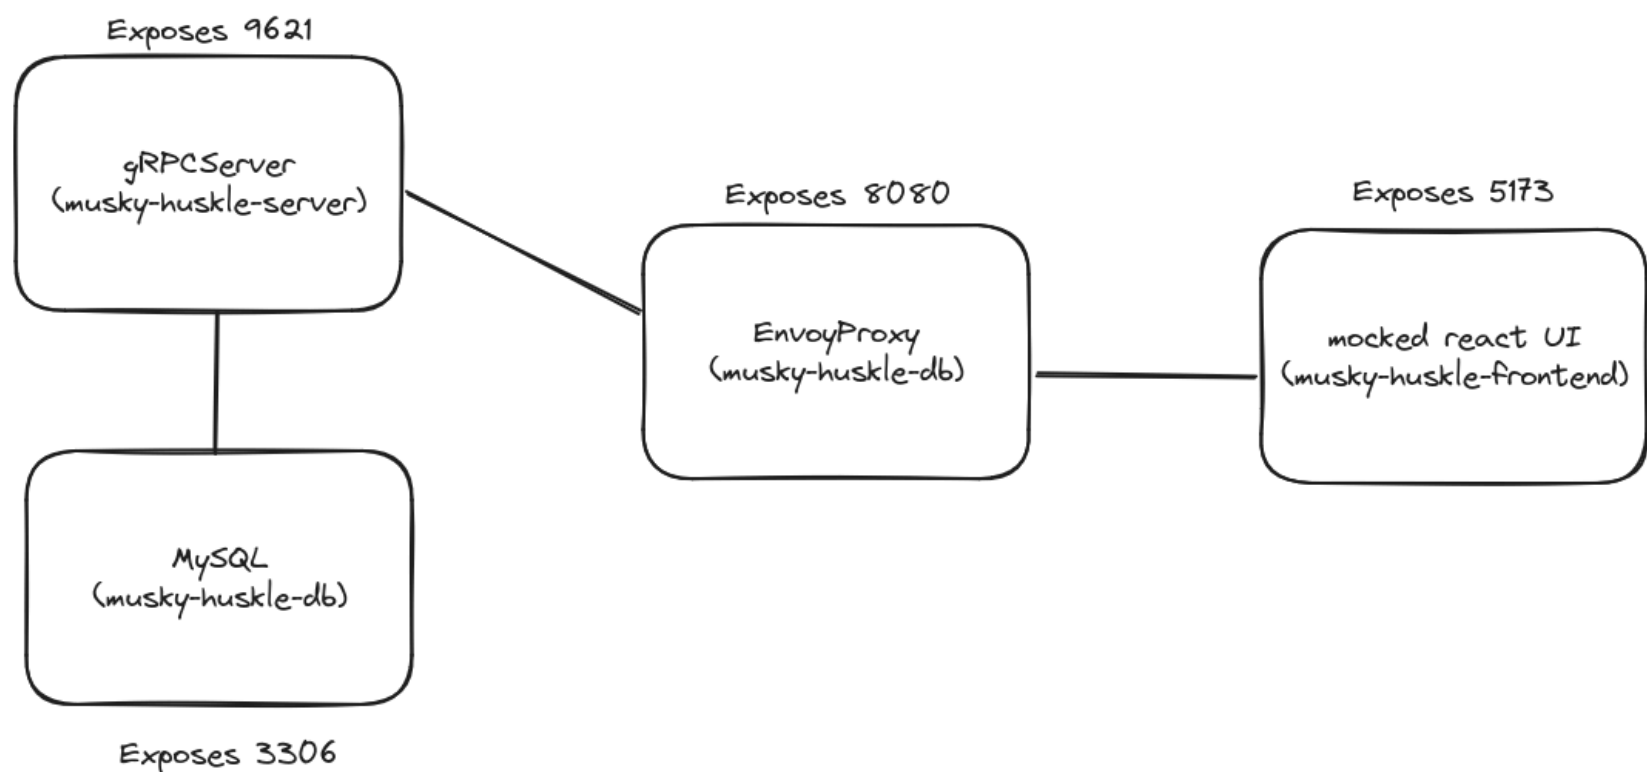 Exposes 9621
gRPCServer
(musky-huskle-server)
Exposes 8080
EnvoyProxy
(musky-huskle-db)
Exposes 5173
mocked react UI
(musky-huskle-frontend)
MySQL
(musky-huskle-db)
Exposes 3306